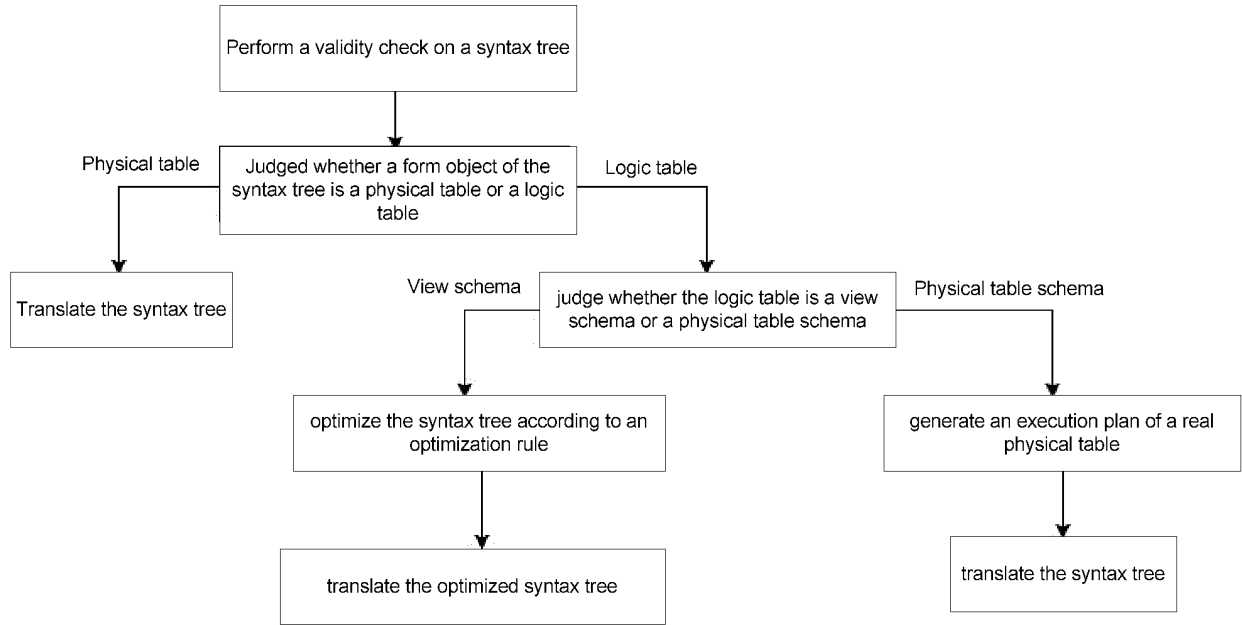 Perform a validity check on a syntax tree
Physical table
Judged whether a form object of the
syntax tree is a physical table or a logic
table
Logic table
Translate the syntax tree
View schema
judge whether the logic table is a view
schema or a physical table schema
Physical table schema
optimize the syntax tree according to an
optimization rule
generate an execution plan of a real
physical table
translate the optimized syntax tree
translate the syntax tree